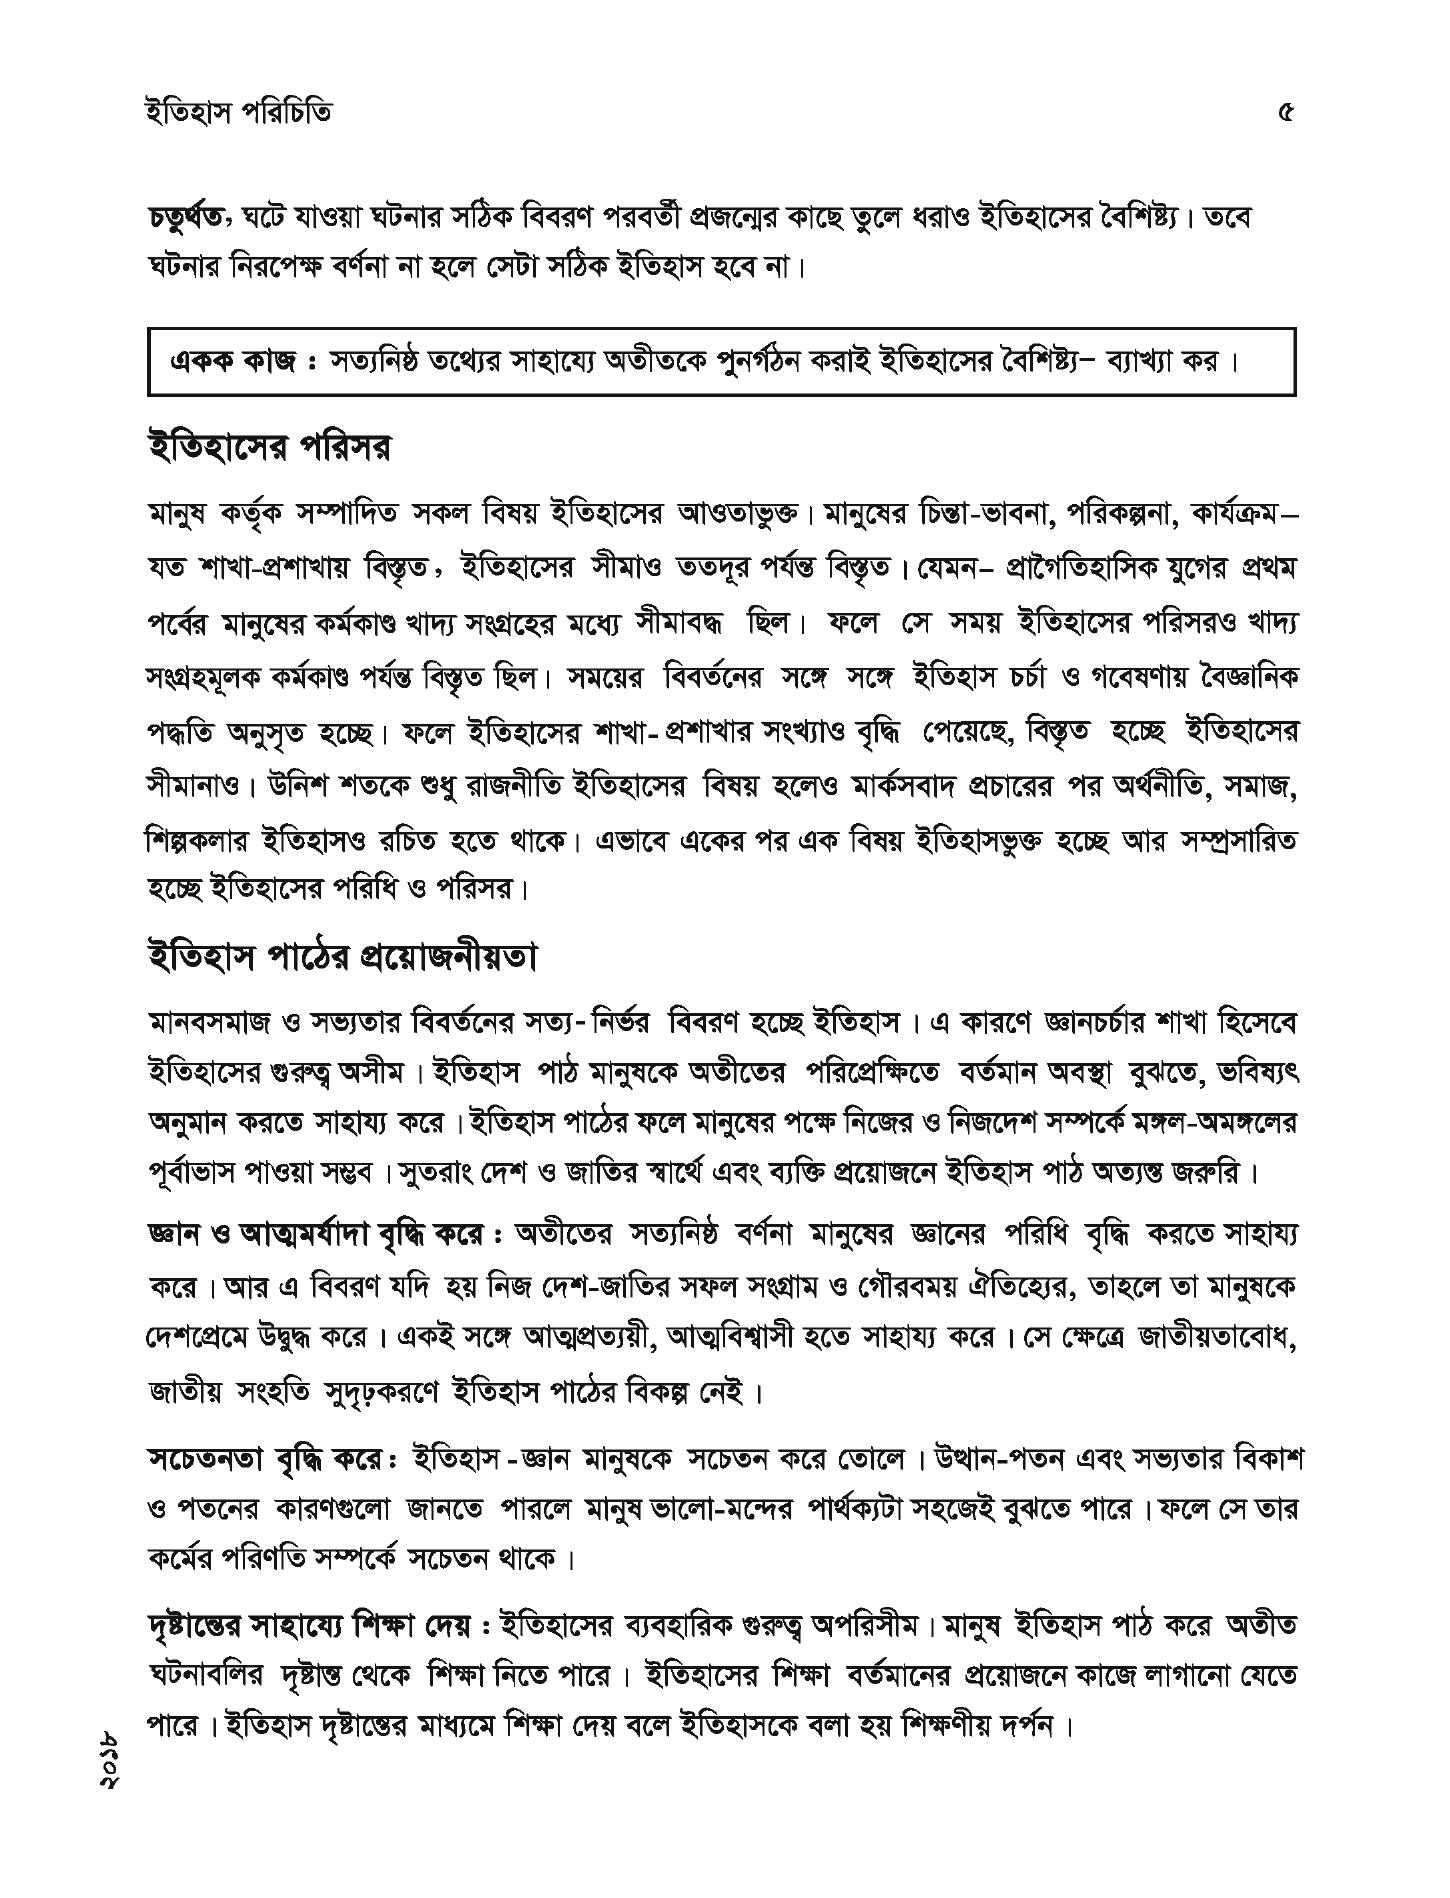 ইতিহাস পরিচিতি ৫
চতুর্থত, ঘটে যাওয়া ঘটনার সঠিক বিবরণ পরবর্তী প্রজন্মের কাছে তুলে ধরাও ইতিহাসের বৈশিষ্ট্য। তবে
ঘটনার নিরপেক্ষ বর্ণনা না হলে সেটা সঠিক ইতিহাস হবে না।
একক কাজ : সত্যনিষ্ঠ তথ্যের সাহায্যে অতীতকে পুনর্গঠন করাই ইতিহাসের বৈশিষ্ট্য– ব্যাখ্যা কর ।
ইতিহাসের পরিসর
মানুষ কর্তৃক সম্পাদিত সকল বিষয় ইতিহাসের আওতাভুক্ত। মানুষের চিন্তা-ভাবনা, পরিকল্পনা, কার্যক্রম–
যত শাখা-প্রশাখায় বিস্তৃত, ইতিহাসের সীমাও ততদূর পর্যন্ত বিস্তৃত। যেমন– প্রাগৈতিহাসিক যুগের প্রথম
পর্বের মানুষের কর্মকাণ্ড খাদ্য সংগ্রহের মধ্যে সীমাবদ্ধ ছিল। ফলে সে সময় ইতিহাসের পরিসরও খাদ্য
সংগ্রহমূলক কর্মকাণ্ড পর্যন্ত বিস্তৃত ছিল। সময়ের বিবর্তনের সঙ্গে সঙ্গে ইতিহাস চর্চা ও গবেষণায় বৈজ্ঞানিক
পদ্ধতি অনুসৃত হচ্ছে। ফলে ইতিহাসের শাখা-প্রশাখার সংখ্যাও বৃদ্ধি পেয়েছে, বিস্তৃত হচ্ছে ইতিহাসের
সীমানাও। উনিশ শতকে শুধু রাজনীতি ইতিহাসের বিষয় হলেও মার্কসবাদ প্রচারের পর অর্থনীতি, সমাজ,
শিল্পকলার ইতিহাসও রচিত হতে থাকে। এভাবে একের পর এক বিষয় ইতিহাসভুক্ত হচ্ছে আর সম্প্রসারিত
হচ্ছে ইতিহাসের পরিধি ও পরিসর।
ইতিহাস পাঠের প্রয়োজনীয়তা
মানবসমাজ ও সভ্যতার বিবর্তনের সত্য-নির্ভর বিবরণ হচ্ছে ইতিহাস । এ কারণে জ্ঞানচর্চার শাখা হিসেবে
ইতিহাসের গুরুত্ব অসীম । ইতিহাস পাঠ মানুষকে অতীতের পরিপ্রেক্ষিতে বর্তমান অবস্থা বুঝতে, ভবিষ্যৎ
অনুমান করতে সাহায্য করে । ইতিহাস পাঠের ফলে মানুষের পক্ষে নিজের ও নিজদেশ সম্পর্কে মঙ্গল-অমঙ্গলের
পূর্বাভাস পাওয়া সম্ভব । সুতরাং দেশ ও জাতির স্বার্থে এবং ব্যক্তি প্রয়োজনে ইতিহাস পাঠ অত্যন্ত জরুরি ।
জ্ঞান ও আত্মমর্যাদা বৃদ্ধি করে : অতীতের সত্যনিষ্ঠ বর্ণনা মানুষের জ্ঞানের পরিধি বৃদ্ধি করতে সাহায্য
করে । আর এ বিবরণ যদি হয় নিজ দেশ-জাতির সফল সংগ্রাম ও গৌরবময় ঐতিহ্যের, তাহলে তা মানুষকে
দেশপ্রেমে উদ্বুদ্ধ করে । একই সঙ্গে আত্মপ্রত্যয়ী, আত্মবিশ্বাসী হতে সাহায্য করে । সে ক্ষেত্রে জাতীয়তাবোধ,
জাতীয় সংহতি সুদৃঢ়করণে ইতিহাস পাঠের বিকল্প নেই ।
সচেতনতা বৃদ্ধি করে: ইতিহাস -জ্ঞান মানুষকে সচেতন করে তোলে । উত্থান-পতন এবং সভ্যতার বিকাশ
ও পতনের কারণগুলো জানতে পারলে মানুষ ভালো-মন্দের পার্থক্যটা সহজেই বুঝতে পারে । ফলে সে তার
কর্মের পরিণতি সম্পর্কে সচেতন থাকে ।
দৃষ্টান্তের সাহায্যে শিক্ষা দেয় : ইতিহাসের ব্যবহারিক গুরুত্ব অপরিসীম। মানুষ ইতিহাস পাঠ করে অতীত
ঘটনাবলির দৃষ্টান্ত থেকে শিক্ষা নিতে পারে । ইতিহাসের শিক্ষা বর্তমানের প্রয়োজনে কাজে লাগানো যেতে
পারে । ইতিহাস দৃষ্টান্তের মাধ্যমে শিক্ষা দেয় বলে ইতিহাসকে বলা হয় শিক্ষণীয় দর্পন ।
২০১৮